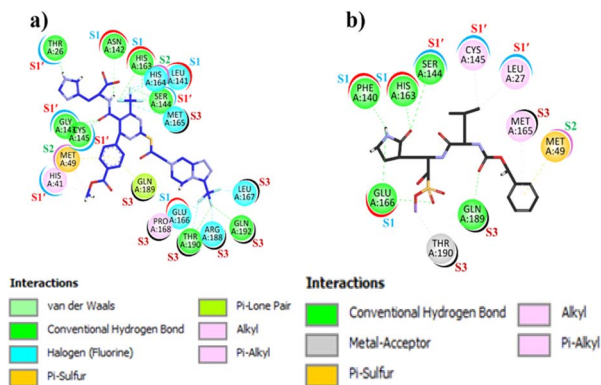 a)
THR
A:26
S1'
S1
ASN
A:142
HIS
A:163
S2
HIS
A:164
S1
LEU
A:141
SER
A:144
S1'
MET
A:165
S3
GLY
A:143
CYS
A:145
S1'
S1'
S2
MET
A:49
HIS
A:41
S1'
GLN
A:189
S3
S1
GLU
A:166
PRO
A:168
S3
THR
A:190
S3
ARG
A:188
S3
LEU
A:167
S3
GLN
A:192
S3
Interactions
van der Waals
Conventional Hydrogen Bond
Halogen (Fluorine)
Pi-Sulfur
Pi-Lone Pair
Alkyl
Pi-Alkyl
b)
S1
PHE
A:140
S1
HIS
A:163
S1'
SER
A:144
S1'
CYS
A:145
S1'
LEU
A:27
S3
MET
A:165
S2
MET
A:49
GLU
A:166
S1
GLN
A:189
S3
THR
A:190
S3
Interactions
Conventional Hydrogen Bond
Metal-Acceptor
Pi-Sulfur
Alkyl
Pi-Alkyl